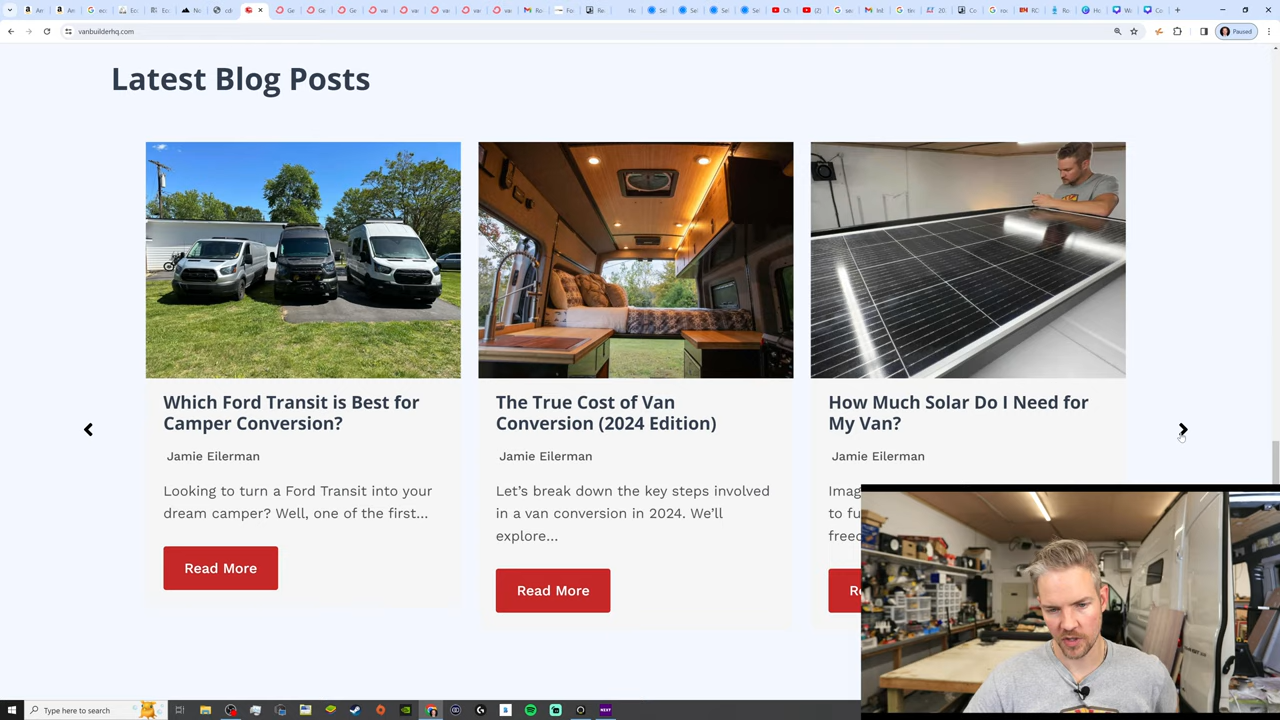 vanbuilderhq.com
Paused
Latest Blog Posts
Which Ford Transit is Best for
Camper Conversion?
Jamie Eilerman
Looking to turn a Ford Transit into your
dream camper? Well, one of the first...
Read More
The True Cost of Van
Conversion (2024 Edition)
Jamie Eilerman
Let's break down the key steps involved
in a van conversion in 2024. We'll
explore...
Read More
How Much Solar Do I Need for
My Van?
Jamie Eilerman
Imag
to fu
freed
R
Type here to search